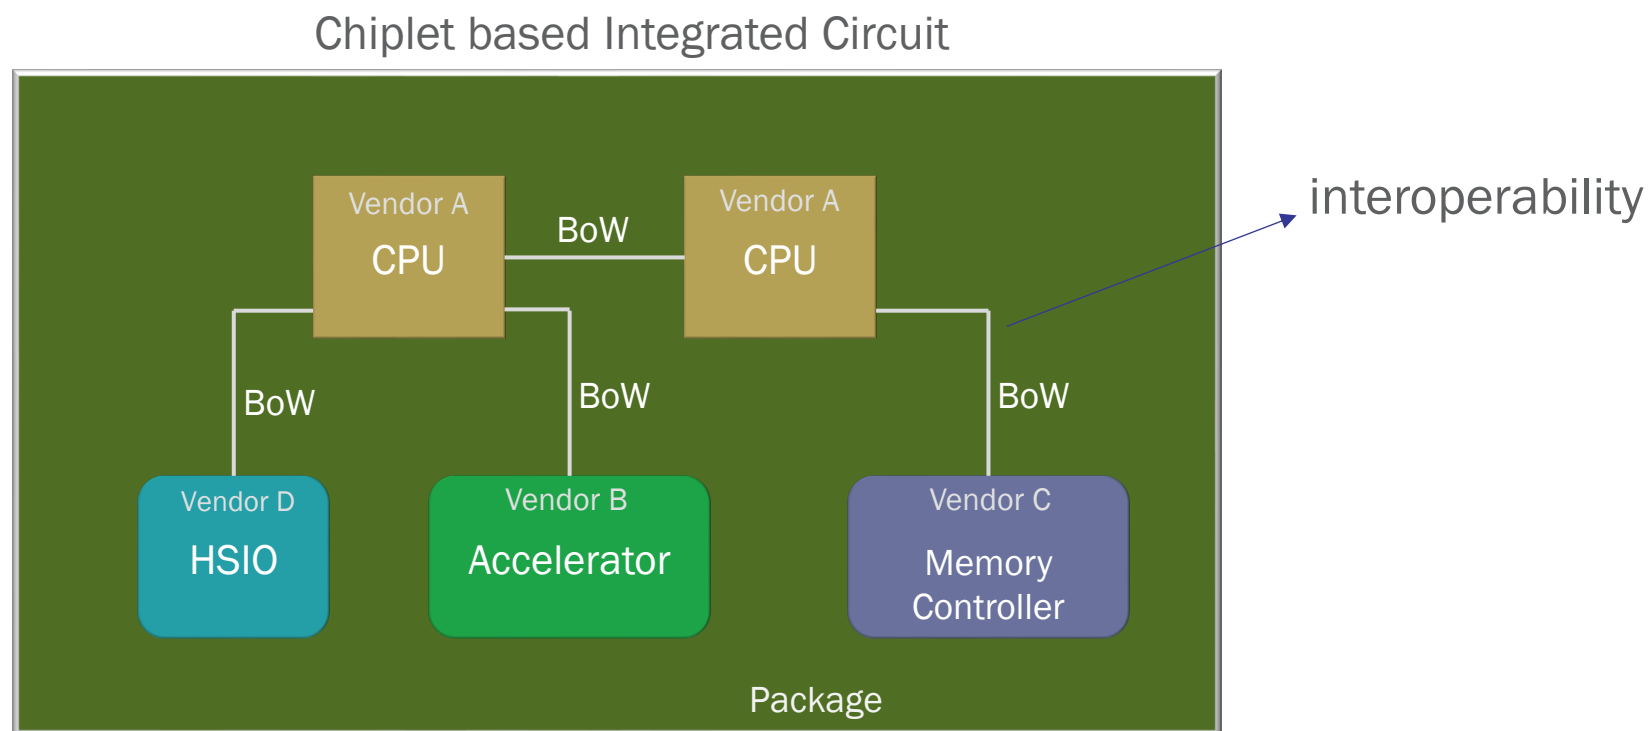 Chiplet based Integrated Circuit
Vendor A
CPU
BoW
Vendor A
CPU
interoperability
BoW
BoW
BoW
Vendor D
HSIO
Vendor B
Accelerator
Vendor C
Memory
Controller
Package